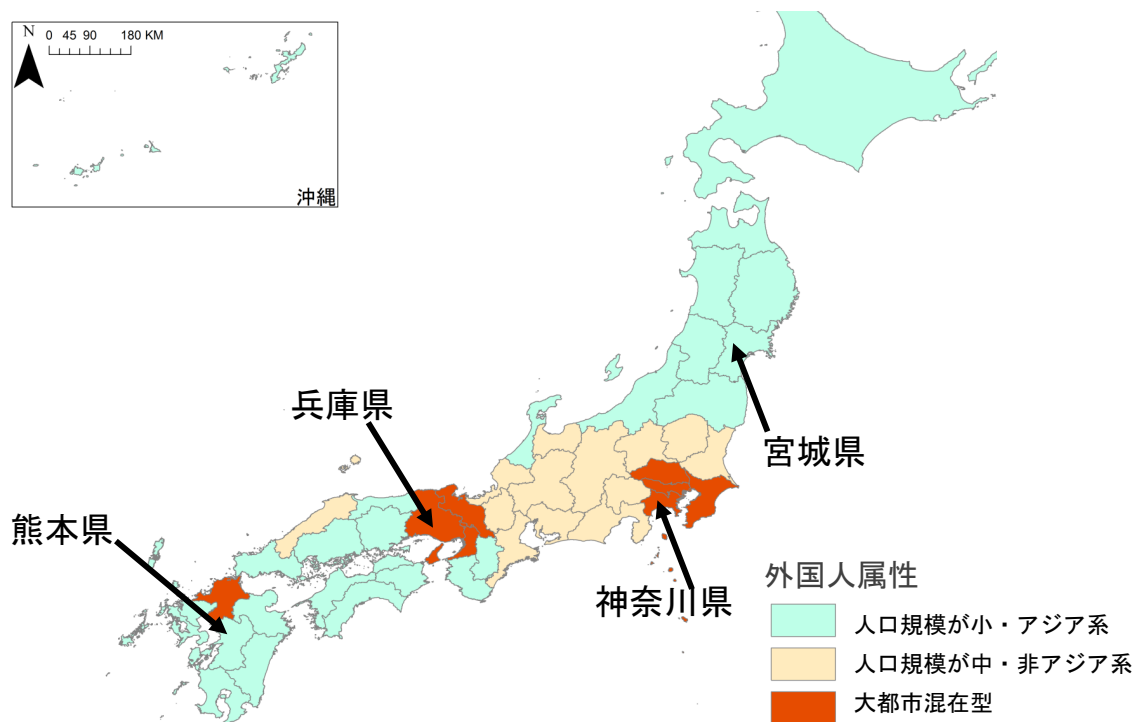 N
0 45 90 180 KM
沖縄
兵庫県
宮城県
熊本県
神奈川県
外国人属性
人口規模が小・アジア系
人口規模が中・非アジア系
大都市混在型